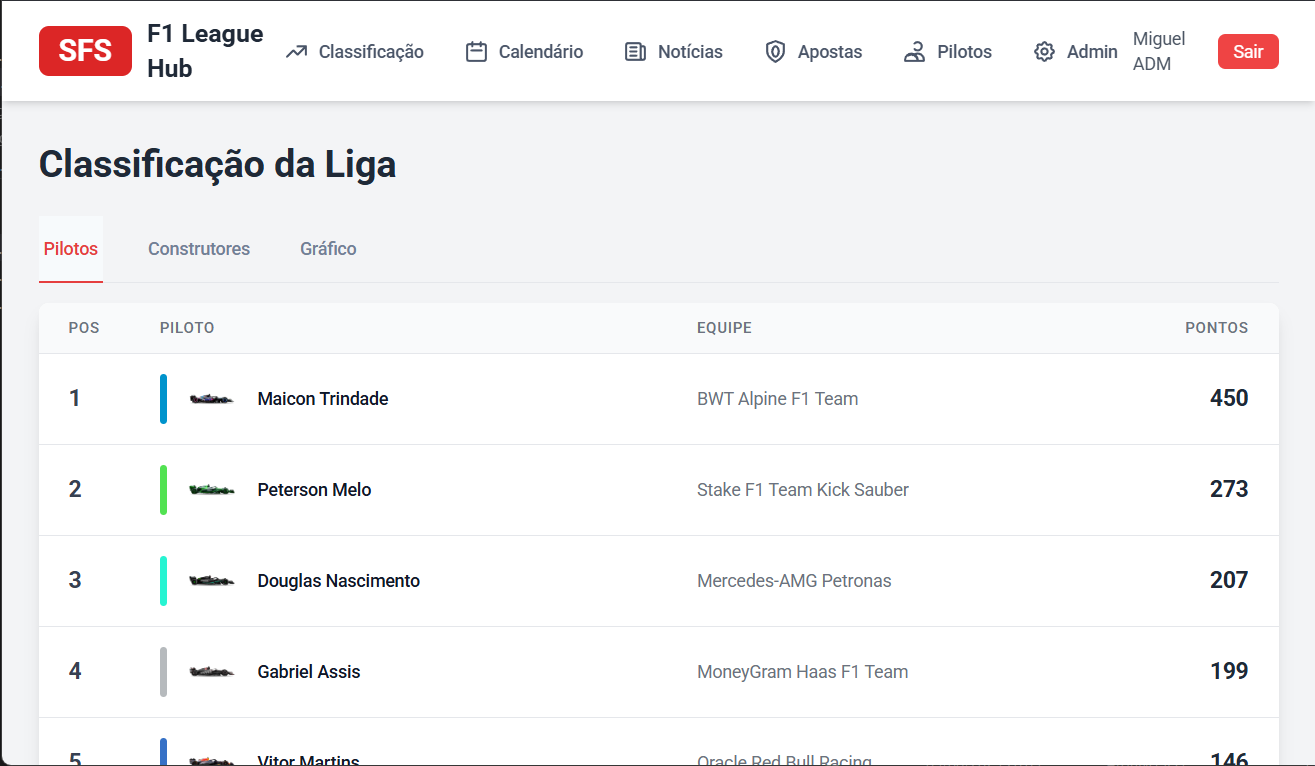 SFS
F1 League
Hub
Classificação
Calendário
Notícias
Apostas
Pilotos
Admin
Miguel
ADM
Sair
Classificação da Liga
Pilotos Construtores Gráfico
POS PILOTO EQUIPE PONTOS
1 Maicon Trindade BWT Alpine F1 Team 450
2 Peterson Melo Stake F1 Team Kick Sauber 273
3 Douglas Nascimento Mercedes-AMG Petronas 207
4 Gabriel Assis MoneyGram Haas F1 Team 199
5 Vitor Martins Oracle Red Bull Racing 146